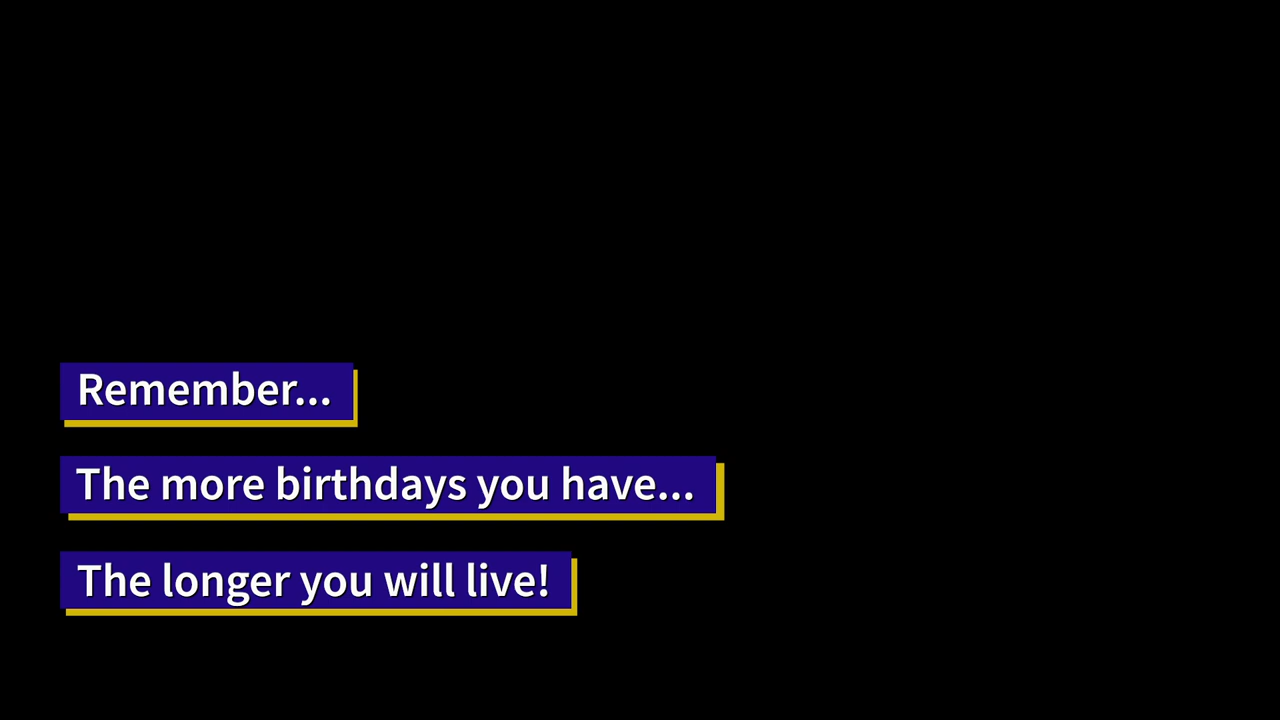 Remember...
The more birthdays you have...
The longer you will live!